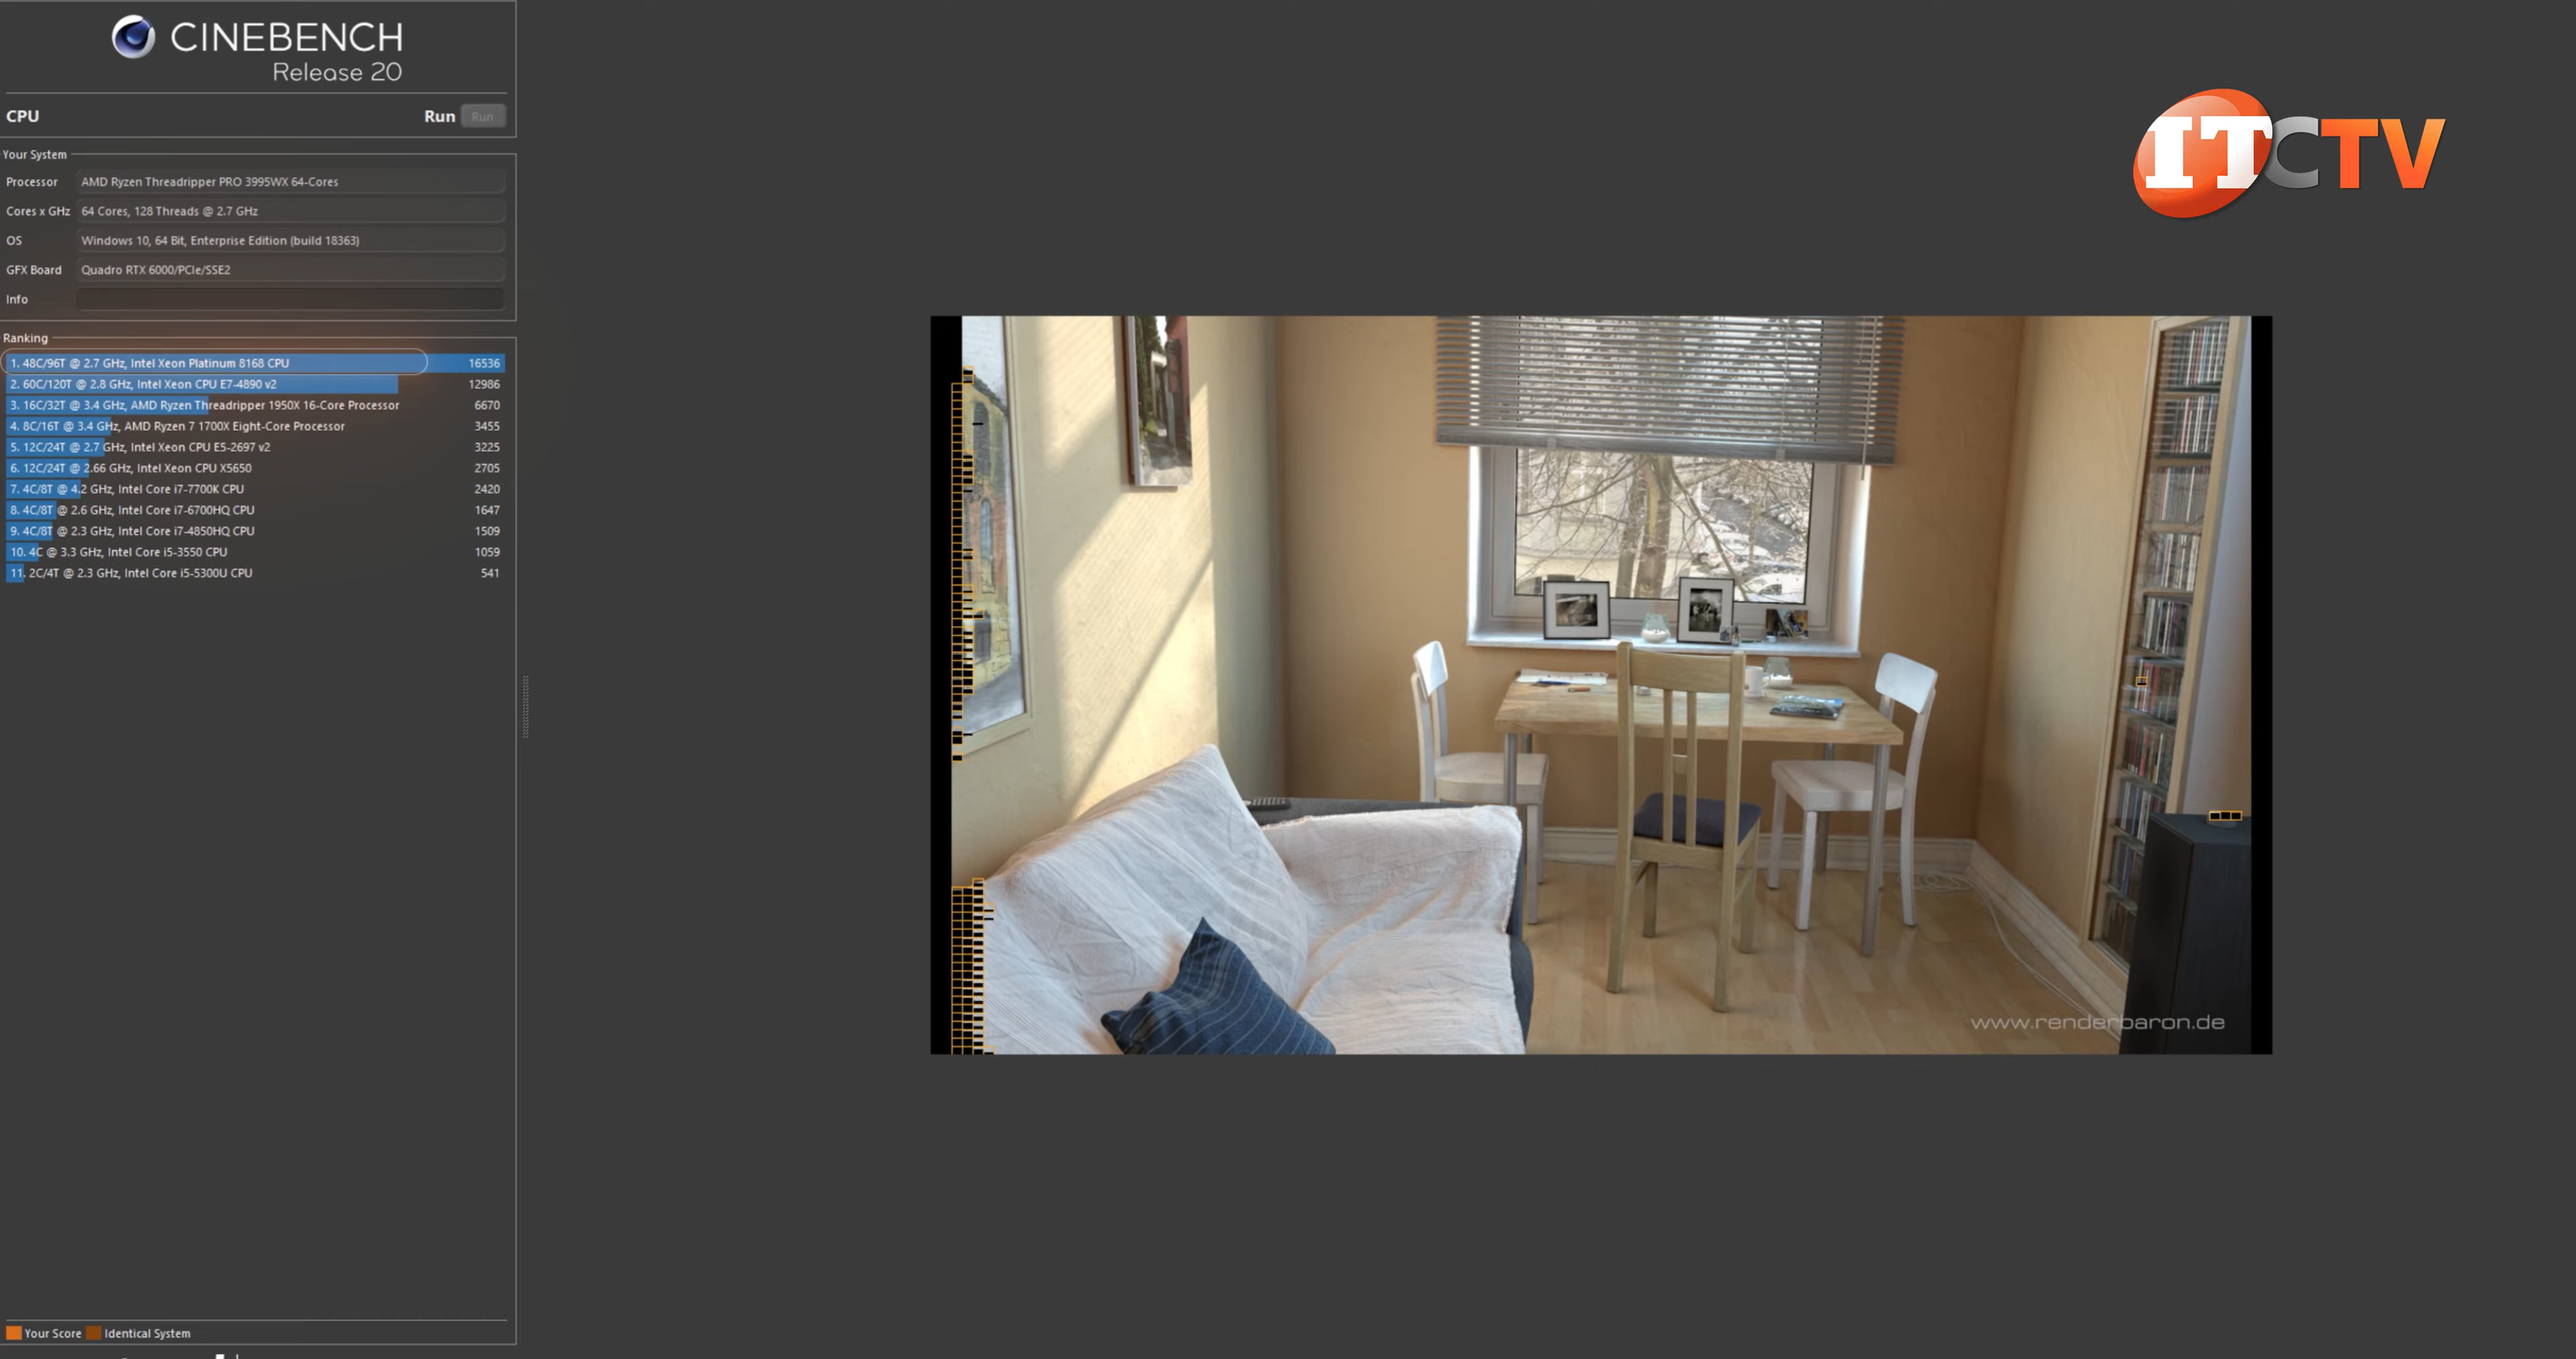 CINEBENCH
Release 20
CPU Run Run
Your System
Processor AMD Ryzen Threadripper PRO 3995WX 64-Cores
Cores x GHz 64 Cores, 128 Threads @ 2.7 GHz
OS Windows 10, 64 Bit, Enterprise Edition (build 18363)
GFX Board Quadro RTX 6000/PCIe/SSE2
Info
Ranking
1. 48C/96T @ 2.7 GHz, Intel Xeon Platinum 8168 CPU 16536
2. 60C/120T @ 2.8 GHz, Intel Xeon CPU E7-4890 v2 12986
3. 16C/32T @ 3.4 GHz, AMD Ryzen Threadripper 1950X 16-Core Processor 6670
4. 8C/16T @ 3.4 GHz, AMD Ryzen 7 1700X Eight-Core Processor 3455
5. 12C/24T @ 2.7 GHz, Intel Xeon CPU E5-2697 v2 3225
6. 12C/24T @ 2.66 GHz, Intel Xeon CPU X5650 2705
7. 4C/8T @ 4.2 GHz, Intel Core i7-7700K CPU 2420
8. 4C/8T @ 2.6 GHz, Intel Core i7-6700HQ CPU 1647
9. 4C/8T @ 2.3 GHz, Intel Core i7-4850HQ CPU 1509
10. 4C @ 3.3 GHz, Intel Core i5-3550 CPU 1059
11. 2C/4T @ 2.3 GHz, Intel Core i5-5300U CPU 541
Your Score Identical System
ITCTV
www.renderbaron.de